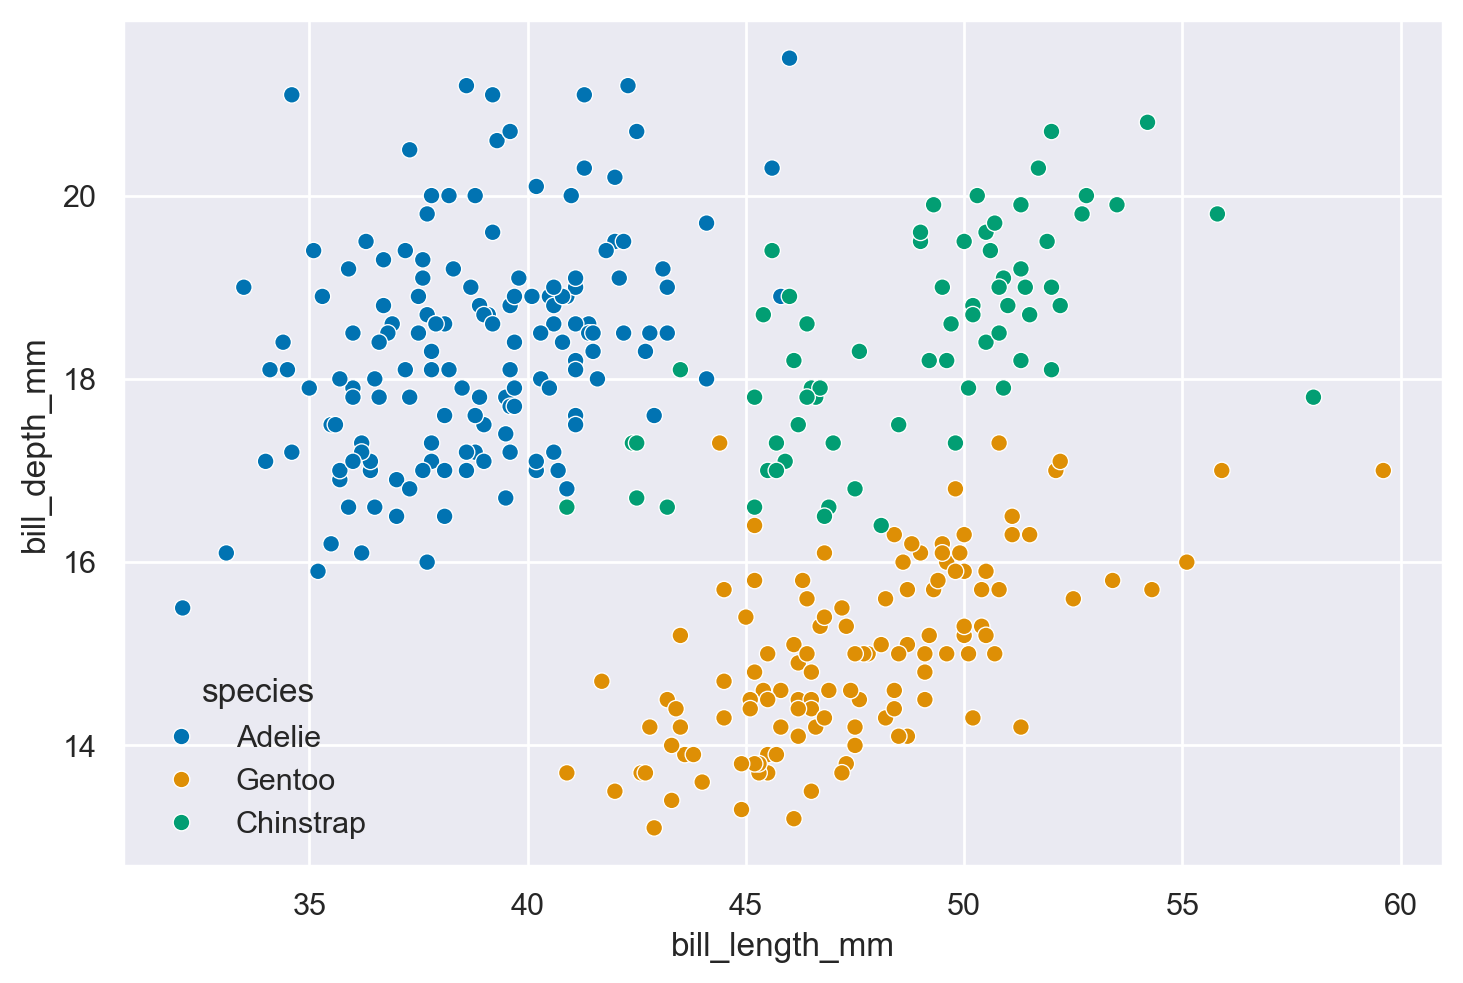 20
18
16
14
bill_depth_mm
species
Adelie
Gentoo
Chinstrap
35 40 45 50 55 60
bill_length_mm